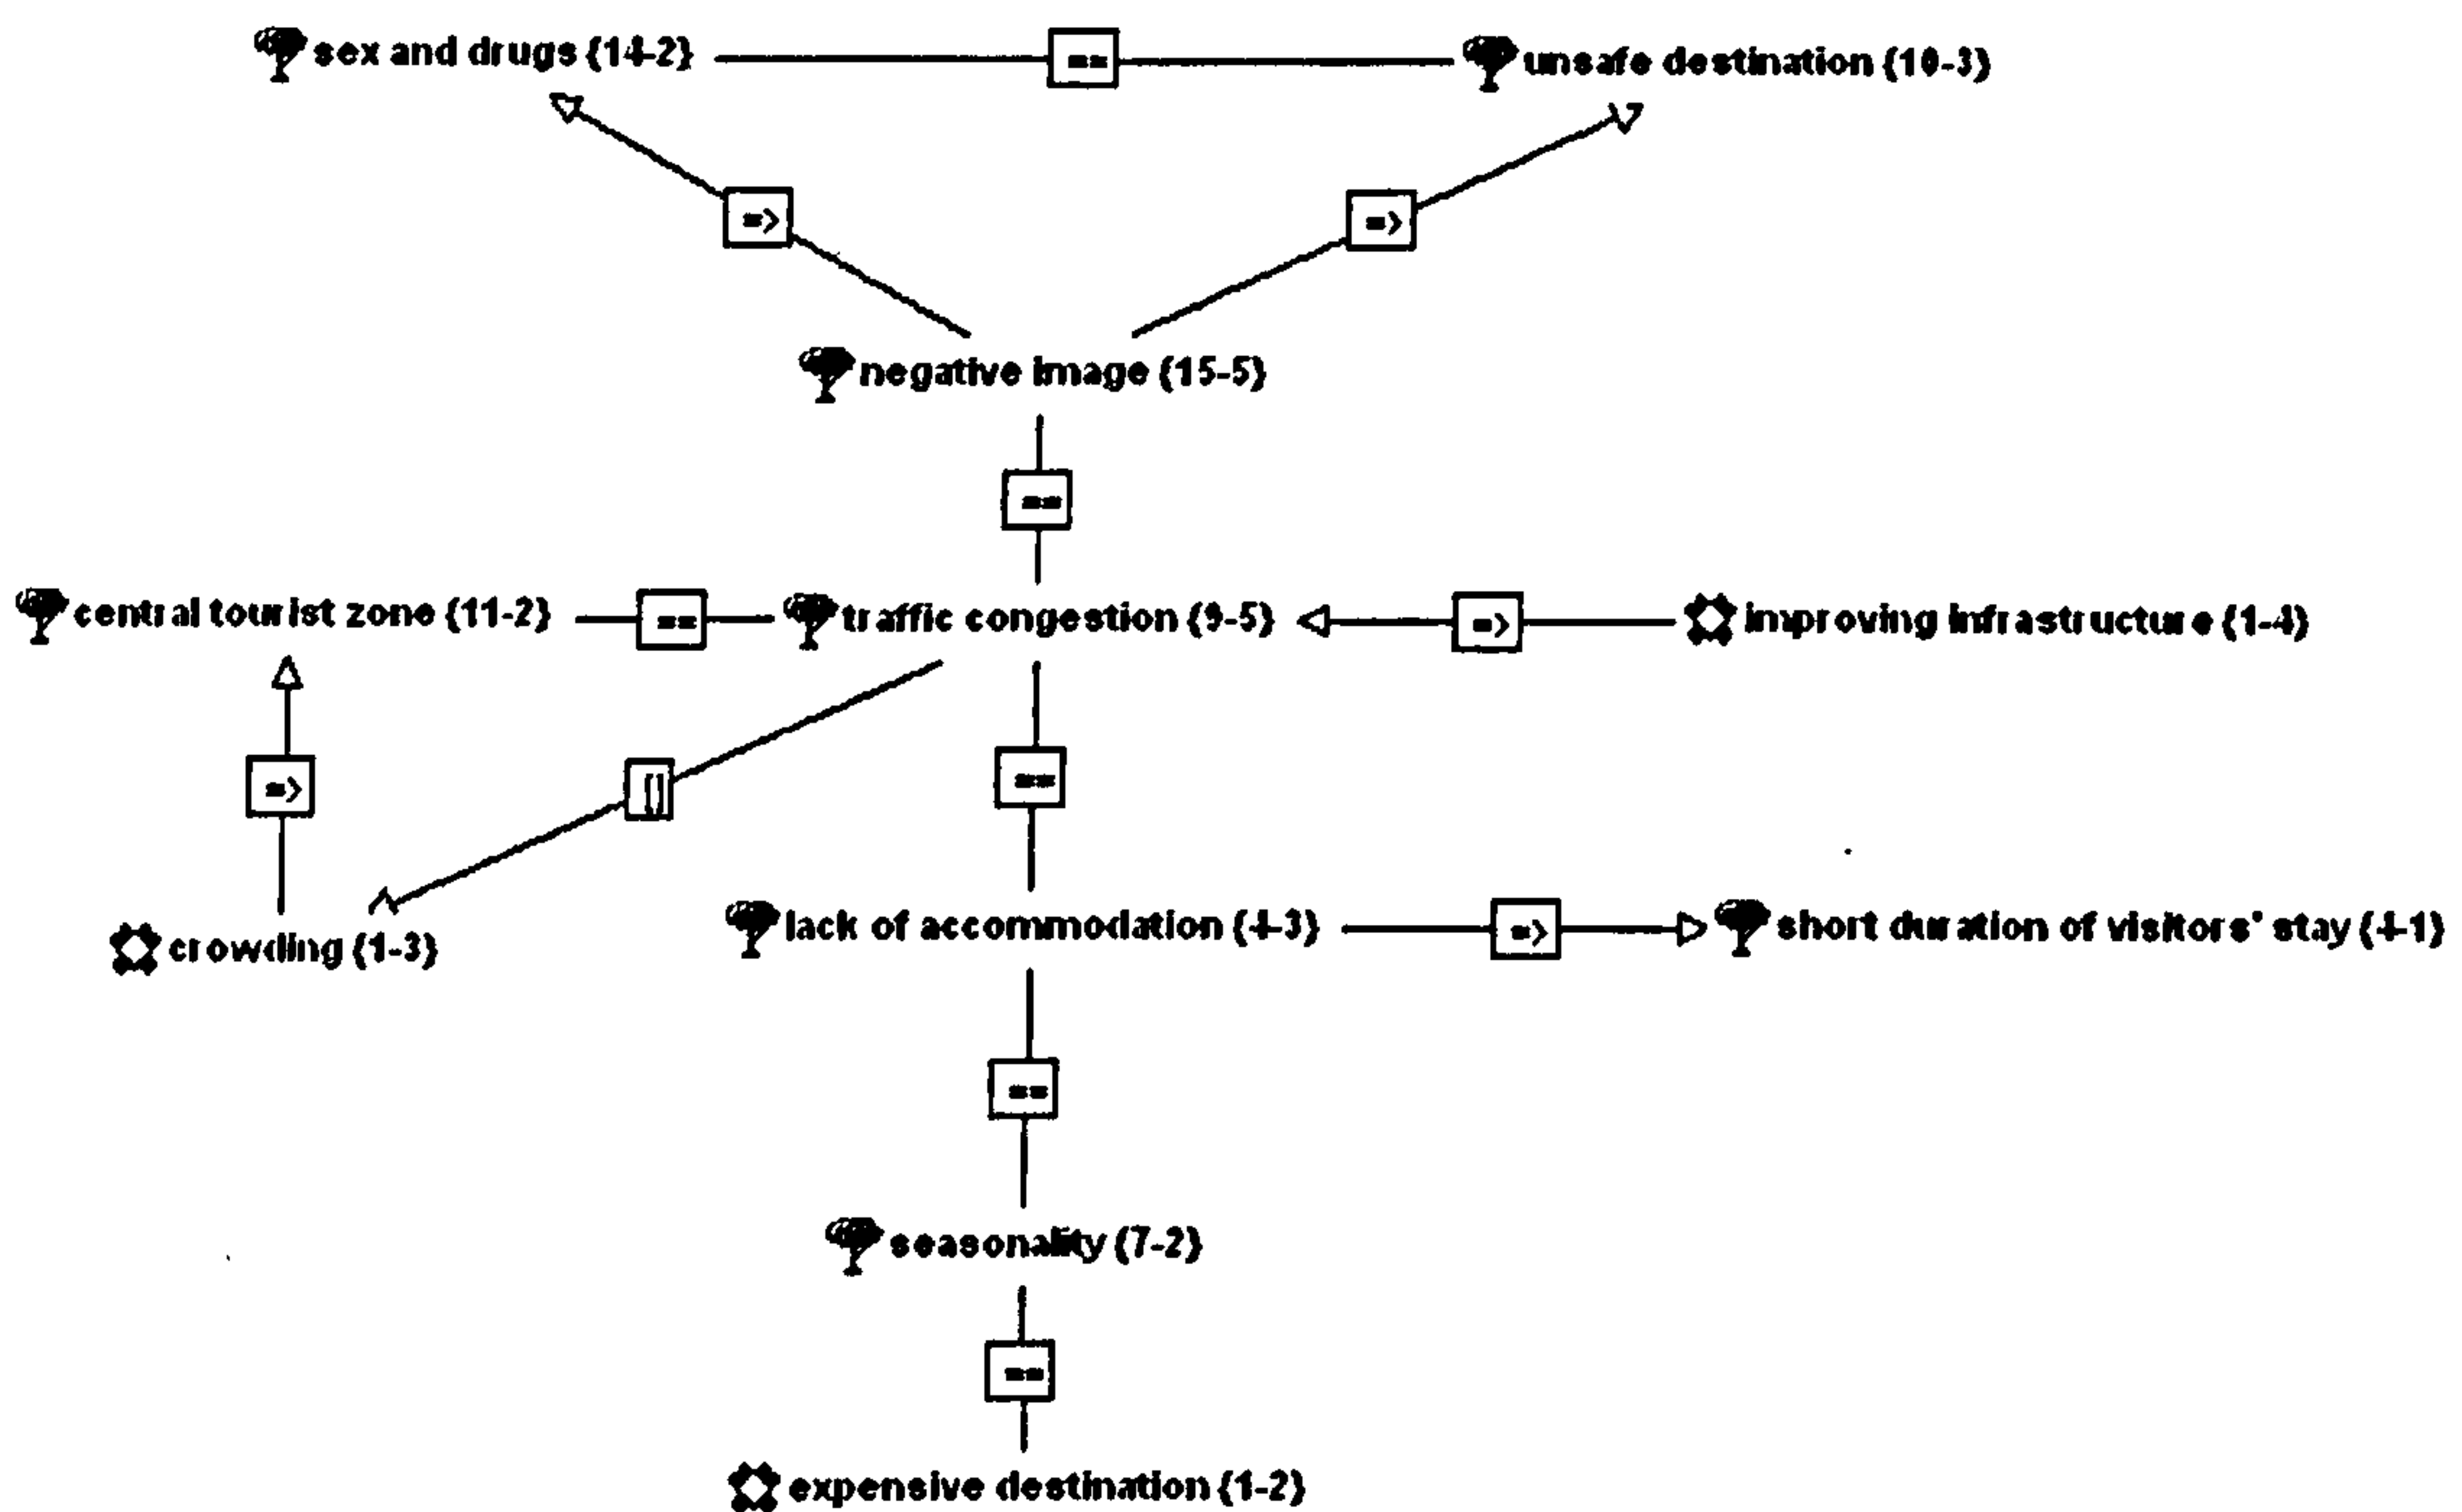 sex and drugs {14-2} == unsafe destination {10-3}
=> =>
negative image {15-5}
==
central tourist zone {11-2} == traffic congestion {9-5} => improving infrastructure {1-4}
=> [] ==
crowding {1-3} lack of accommodation {4-3} => short duration of visitors' stay {4-1}
==
seasonality {7-2}
==
expensive destination {1-2}